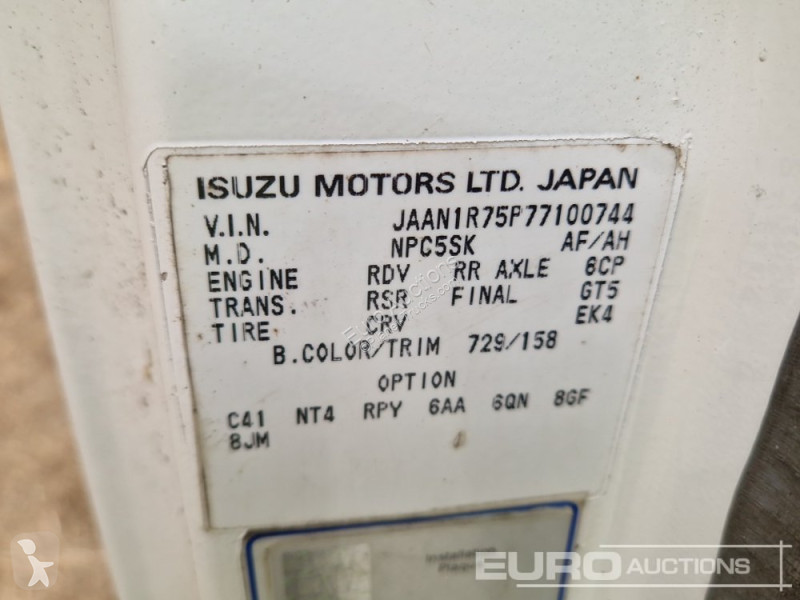 ISUZU MOTORS LTD. JAPAN
V.I.N. JAAN1R75P77100744
M.D. NPC5SK AF/AH
ENGINE RDV RR AXLE 6CP
TRANS. RSR FINAL GT5
TIRE CRV EK4
B.COLOR/TRIM 729/158
OPTION
C41 NT4 RPY 6AA 6QN 8GF
8JM
EURO AUCTIONS